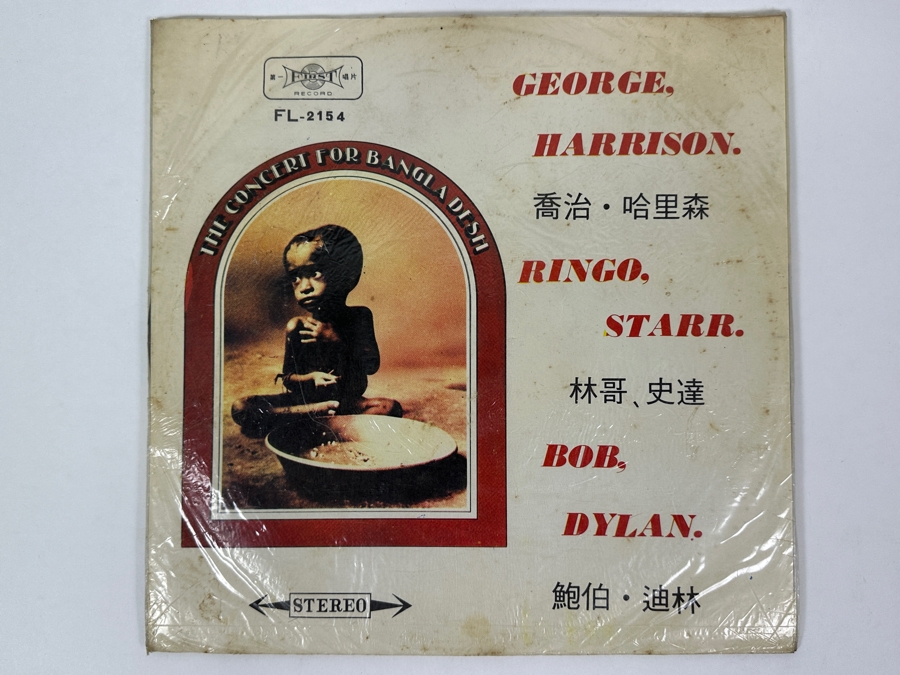 第一 FIRST 唱片
RECORD
FL-2154
THE CONCERT FOR BANGLA DESH
GEORGE,
HARRISON.
喬治・哈里森
RINGO,
STARR.
林哥、史達
BOB,
DYLAN.
鮑伯・迪林
STEREO